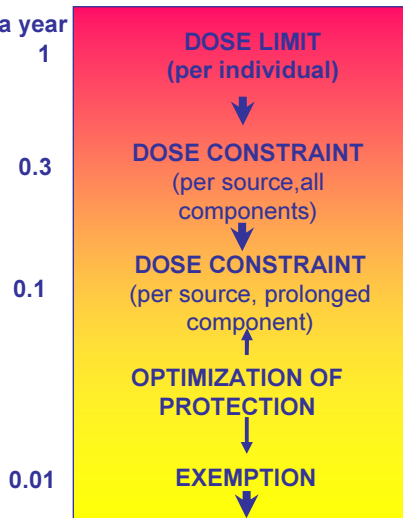 a year
1
DOSE LIMIT
(per individual)
0.3
DOSE CONSTRAINT
(per source,all
components)
0.1
DOSE CONSTRAINT
(per source, prolonged
component)
OPTIMIZATION OF
PROTECTION
0.01
EXEMPTION